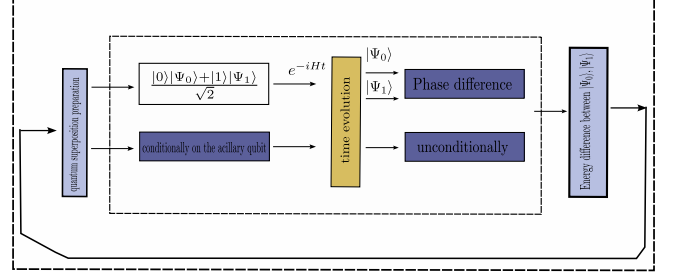 quantum superposition preparation
|0⟩|Ψ₀⟩+|1⟩|Ψ₁⟩
√2
conditionally on the acillary qubit
e^{-iHt}
time evolution
|Ψ₀⟩
|Ψ₁⟩
Phase difference
unconditionally
Energy difference between |Ψ₀⟩, |Ψ₁⟩